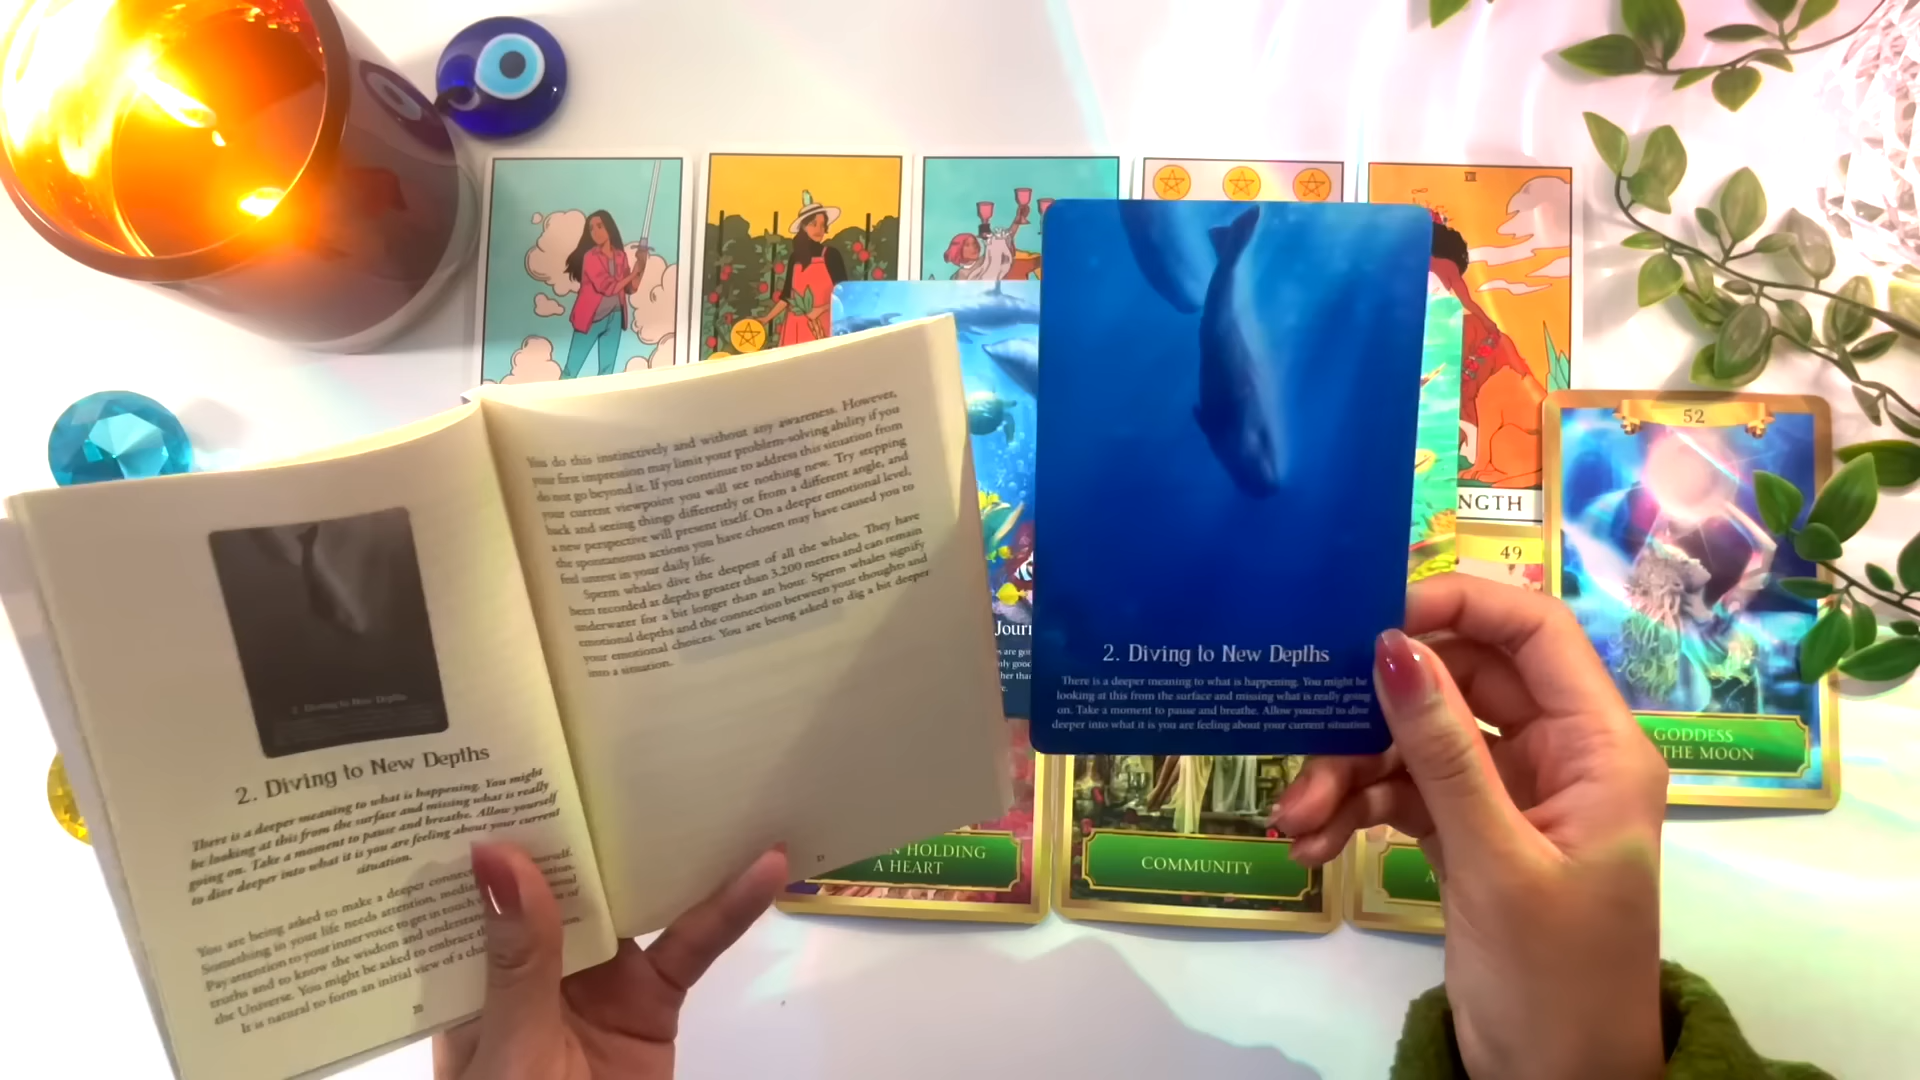 2. Diving to New Depths
There is a deeper meaning to what is happening. You might
be looking at this from the surface and missing what is really
going on. Take a moment to pause and breathe. Allow yourself
to dive deeper into what it is you are feeling about your current
situation.
You are being asked to make a deeper
Something in your life needs attention,
Pay attention to your inner voice to get in touch
truths and to know the wisdom and
the Universe. You might be asked to embrace
It is natural to form an initial view of a
You do this instinctively and without any awareness. However,
your first impression may limit your problem-solving ability if you
do not go beyond it. If you continue to address this situation from
your current viewpoint you will see nothing new. Try stepping
back and seeing things differently or from a different angle, and
a new perspective will present itself. On a deeper emotional level,
the spontaneous actions you have chosen may have caused you to
feel unrest in your daily life.
Sperm whales dive the deepest of all the whales. They have
been recorded at depths greater than 3,200 metres and can remain
underwater for a bit longer than an hour. Sperm whales signify
emotional depths and the connection between your thoughts and
your emotional choices. You are being asked to dig a bit deeper
into a situation.
2. Diving to New Depths
There is a deeper meaning to what is happening. You might be
looking at this from the surface and missing what is really going
on. Take a moment to pause and breathe. Allow yourself to dive
deeper into what it is you are feeling about your current situation.
NGTH
49
52
GODDESS
THE MOON
HOLDING
A HEART
COMMUNITY